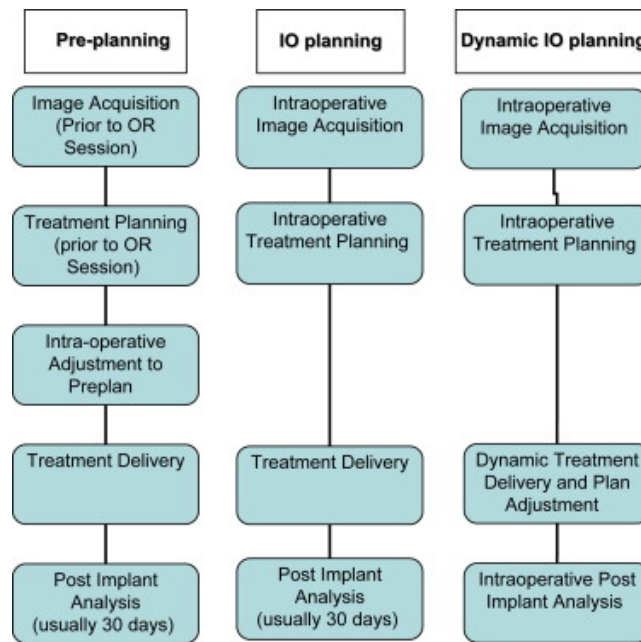 Pre-planning
IO planning
Dynamic IO planning
Image Acquisition
(Prior to OR
Session)
Intraoperative
Image Acquisition
Intraoperative
Image Acquisition
Treatment Planning
(prior to OR
Session)
Intraoperative
Treatment Planning
Intraoperative
Treatment Planning
Intra-operative
Adjustment to
Preplan
Treatment Delivery
Treatment Delivery
Dynamic Treatment
Delivery and Plan
Adjustment
Post Implant
Analysis
(usually 30 days)
Post Implant
Analysis
(usually 30 days)
Intraoperative Post
Implant Analysis